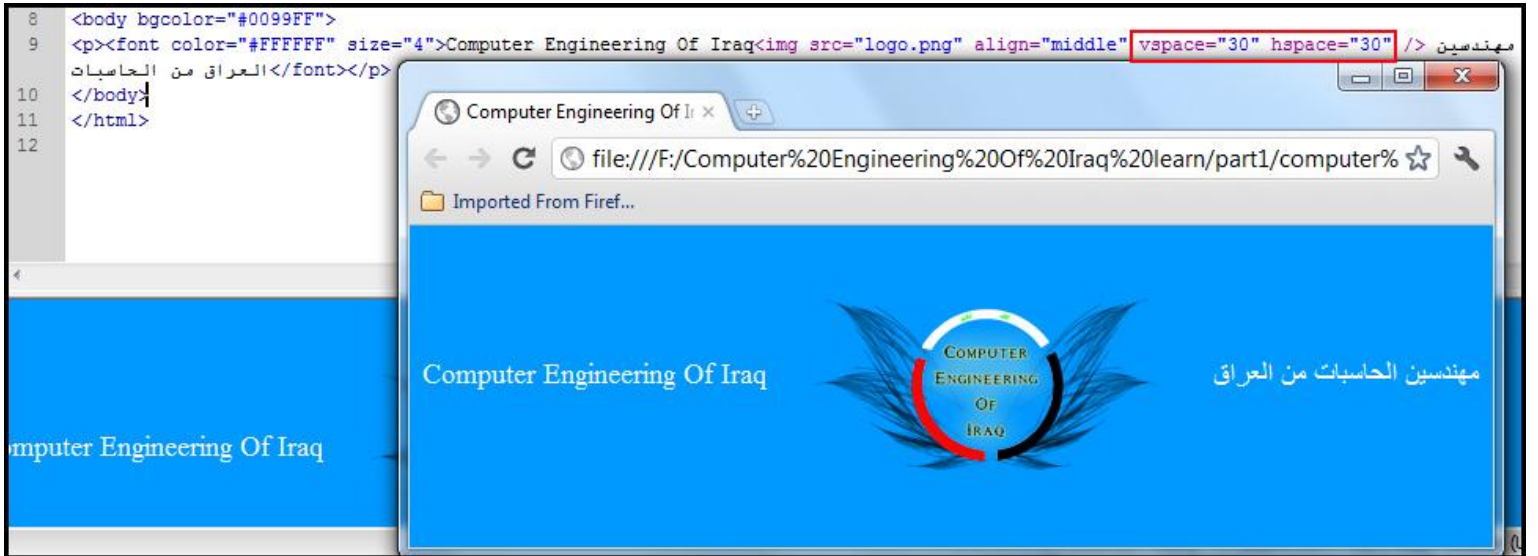 8 <body bgcolor="#0099FF">
9 <p><font color="#FFFFFF" size="4">Computer Engineering Of Iraq<img src="logo.png" align="middle" vspace="30" hspace="30" /> مهندسين
الحاسبات من العراق</font></p>
10 </body>
11 </html>
12
Computer Engineering Of Ir
file:///F:/Computer%20Engineering%20Of%20Iraq%20learn/part1/computer%
Imported From Firef...
Computer Engineering Of Iraq
COMPUTER
ENGINEERING
OF
IRAQ
مهندسين الحاسبات من العراق
omputer Engineering Of Iraq